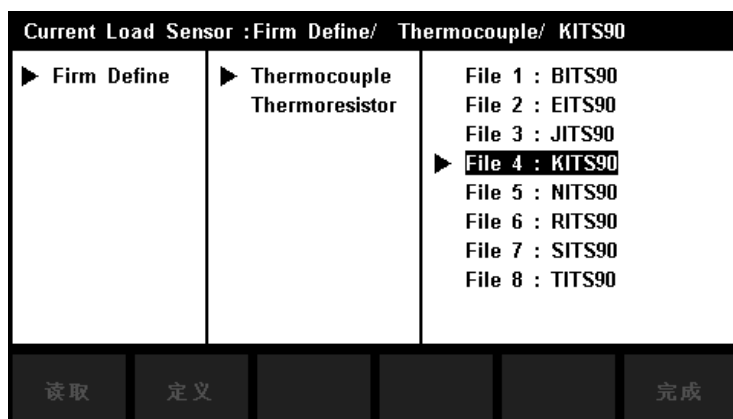 Current Load Sensor :Firm Define/ Thermocouple/ KITS90
Firm Define
Thermocouple
Thermoresistor
File 1 : BITS90
File 2 : EITS90
File 3 : JITS90
File 4 : KITS90
File 5 : NITS90
File 6 : RITS90
File 7 : SITS90
File 8 : TITS90
读取 定义 完成